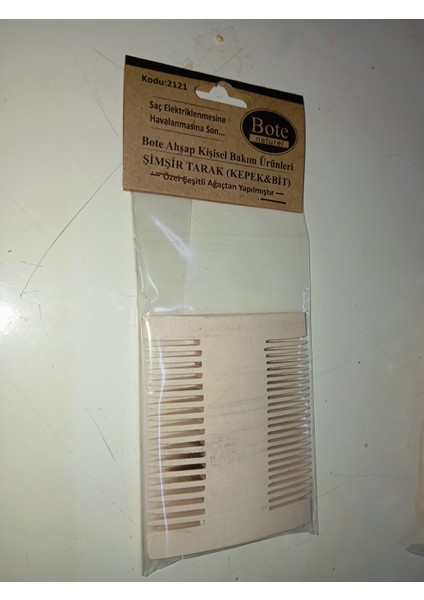 Kodu:2121
Saç Elektriklenmesine
Havalanmasına Son...
Bote
naturel
Bote Ahşap Kişisel Bakım Ürünleri
ŞİMŞİR TARAK (KEPEK&BİT)
Özel Çeşitli Ağaçtan Yapılmıştır